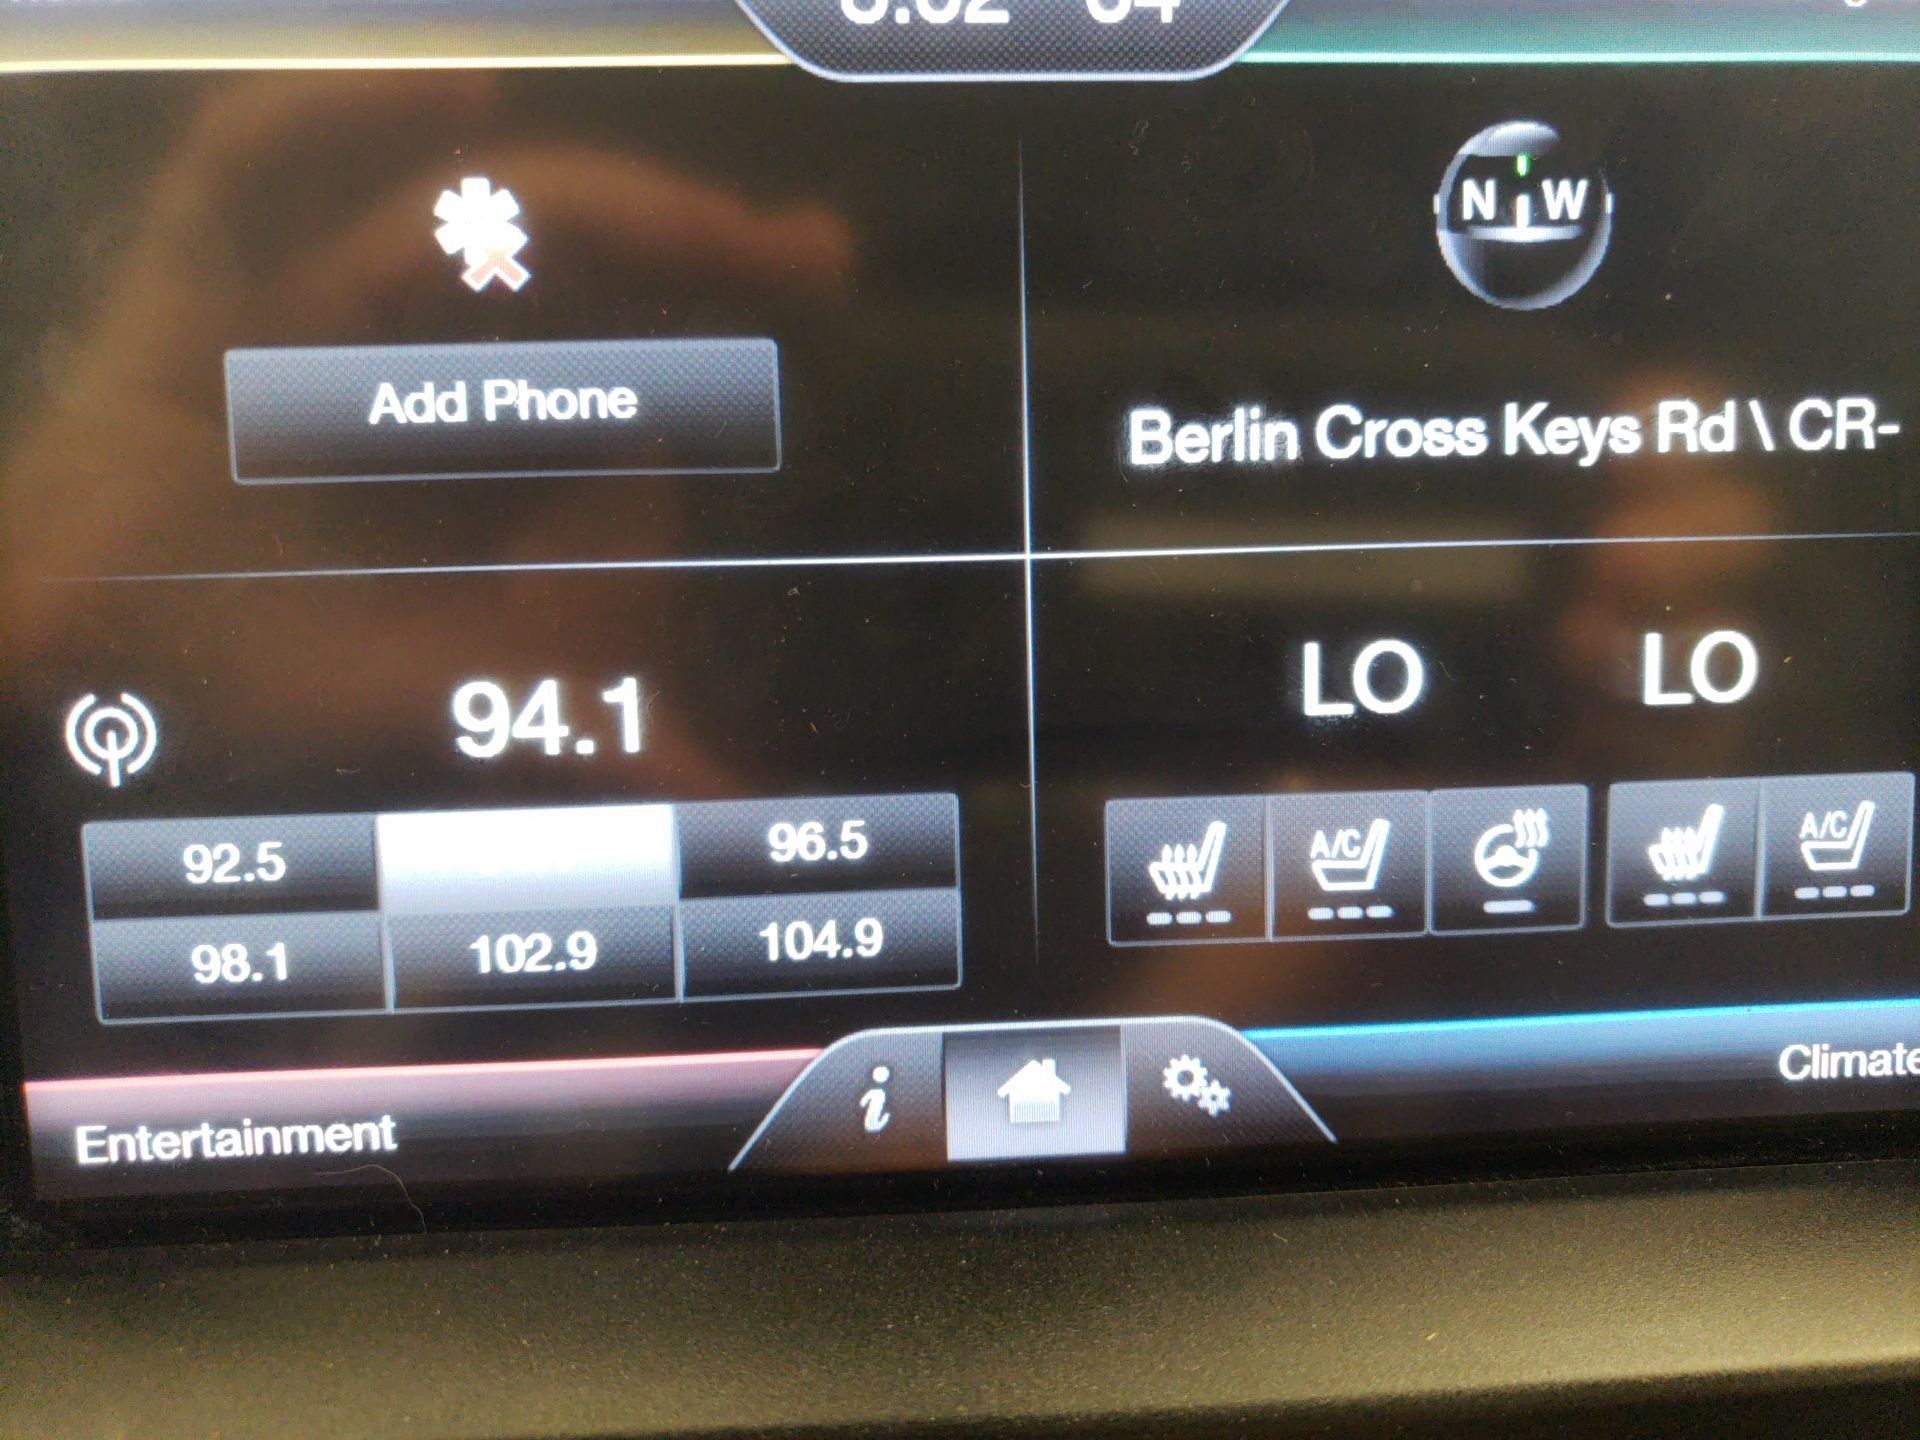 N W
Add Phone
Berlin Cross Keys Rd \ CR-
94.1
LO LO
92.5 96.5
A/C A/C
98.1 102.9 104.9
i
Climate
Entertainment